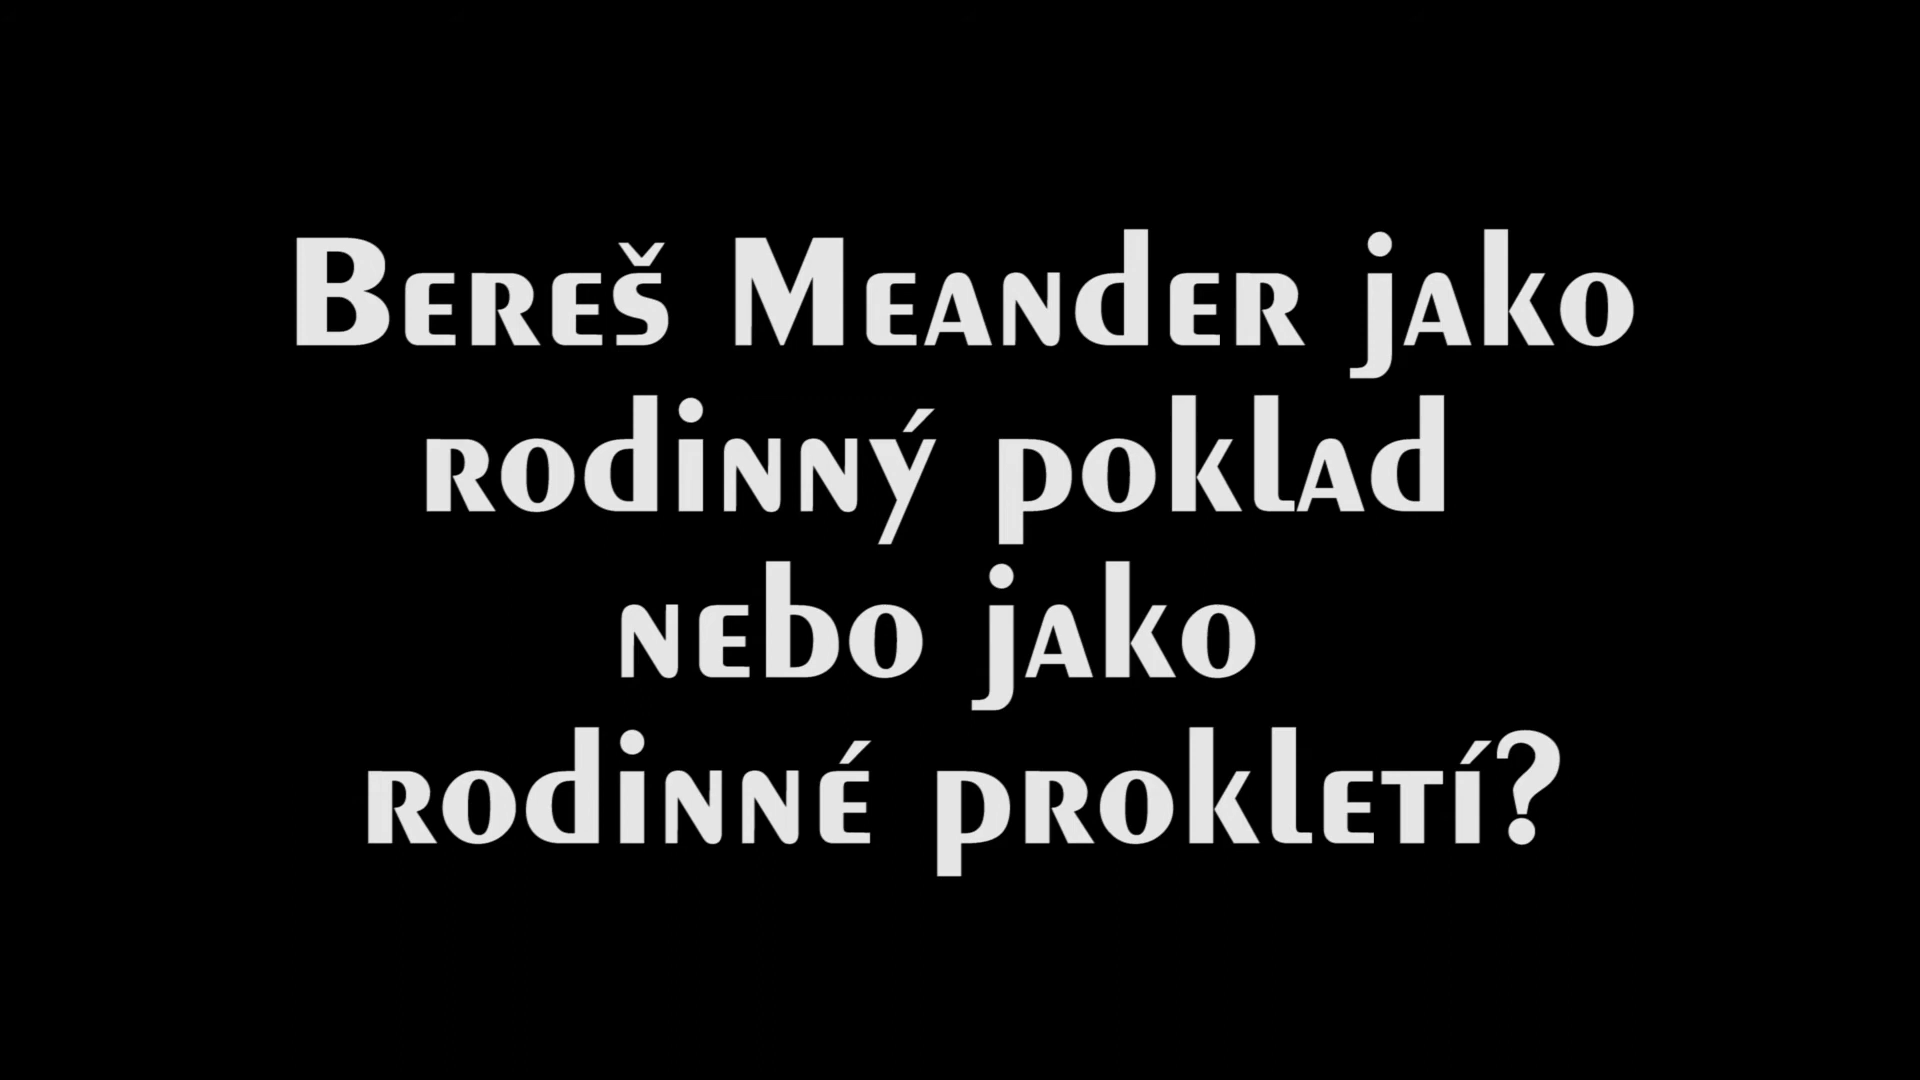 Bereš Meander jako
rodinný poklad
nebo jako
rodinné prokletí?